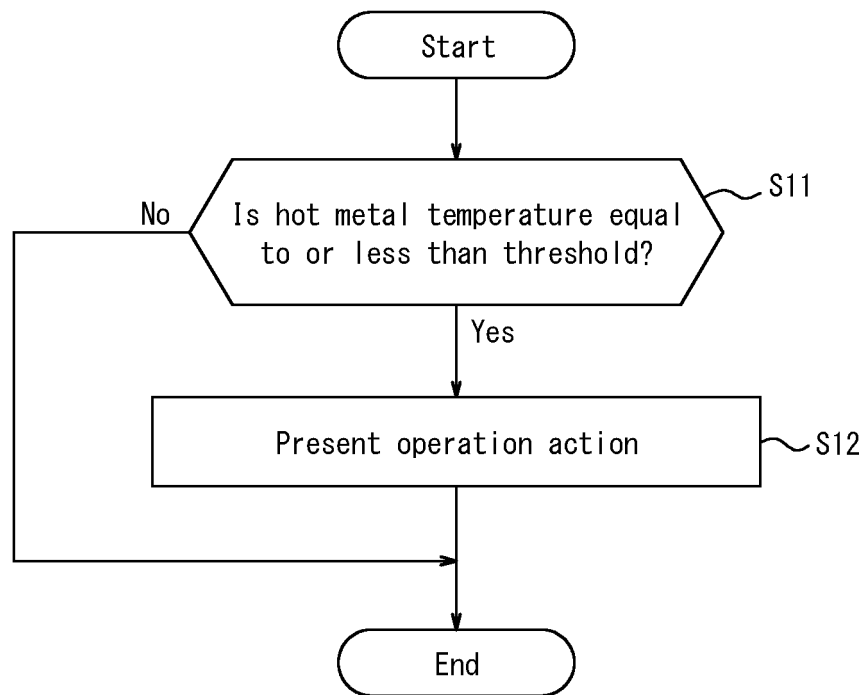 Start
Is hot metal temperature equal
to or less than threshold?
S11
No
Yes
Present operation action
S12
End